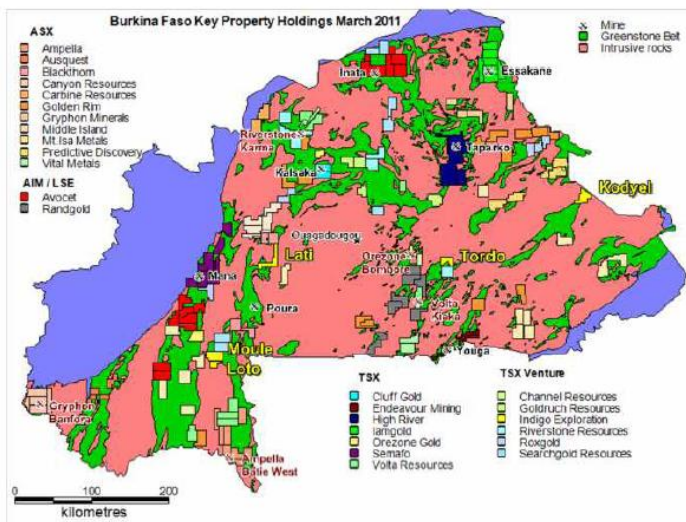 Burkina Faso Key Property Holdings March 2011
ASX
Ampella
Ausquest
Blackthorn
Canyon Resources
Carbine Resources
Golden Rim
Gryphon Minerals
Middle Island
Mt.Isa Metals
Predictive Discovery
Vital Metals
AIM / LSE
Avocet
Randgold
Mine
Greenstone Belt
Intrusive rocks
Inata
Essakane
Riverstone
Karma
Taparko
Kalsaka
Kodyel
Ouagadougou
Lati
Orezone
Bomgore
Tordo
Mana
Poura
Volta
Kiaka
Youga
Moule
Loto
Gryphon
Banfora
Ampella
Batie West
TSX
Cluff Gold
Endeavour Mining
High River
Iamgold
Orezone Gold
Semafo
Volta Resources
TSX Venture
Channel Resources
Goldruch Resources
Indigo Exploration
Riverstone Resources
Roxgold
Searchgold Resources
0 100 200
kilometres